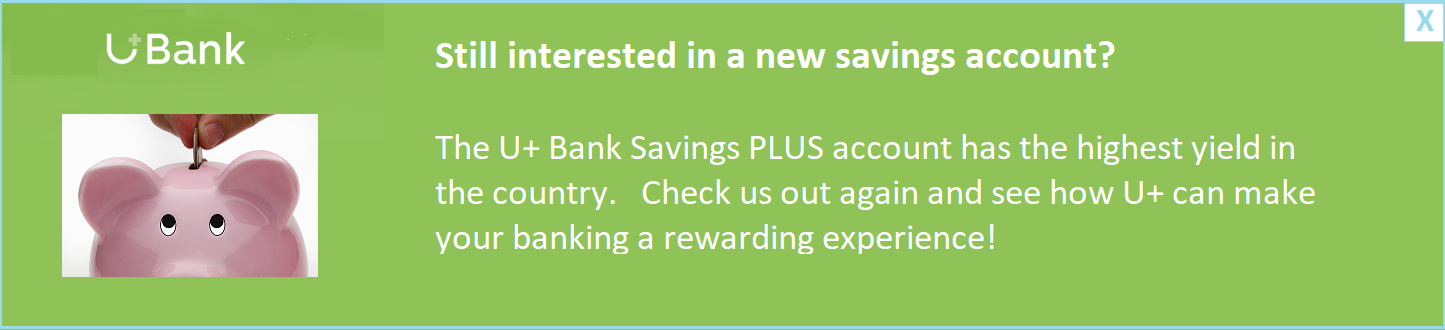 U+Bank
X
Still interested in a new savings account?
The U+ Bank Savings PLUS account has the highest yield in
the country.   Check us out again and see how U+ can make
your banking a rewarding experience!